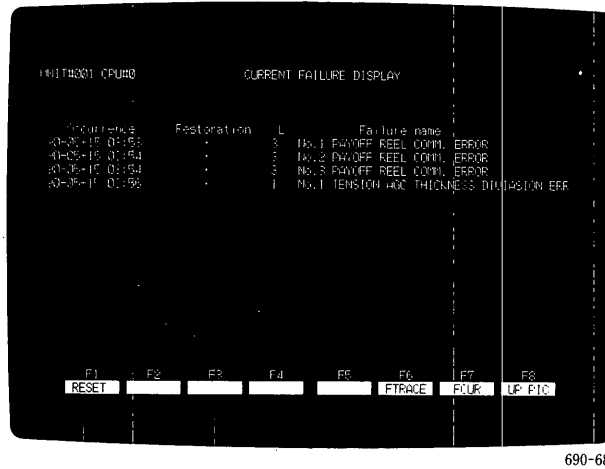 UNIT#001 CPU#0 CURRENT FAILURE DISPLAY
Occurrence Restoration L Failure name
3 No.1 PAYOFF REEL COMM. ERROR
3 No.2 PAYOFF REEL COMM. ERROR
3 No.3 PAYOFF REEL COMM. ERROR
1 No.1 TENSION AGC THICKNESS DIVIASION ERR
F1 F2 F3 F4 F5 F6 F7 F8
RESET FTRACE FCUR UP PIC
690-68